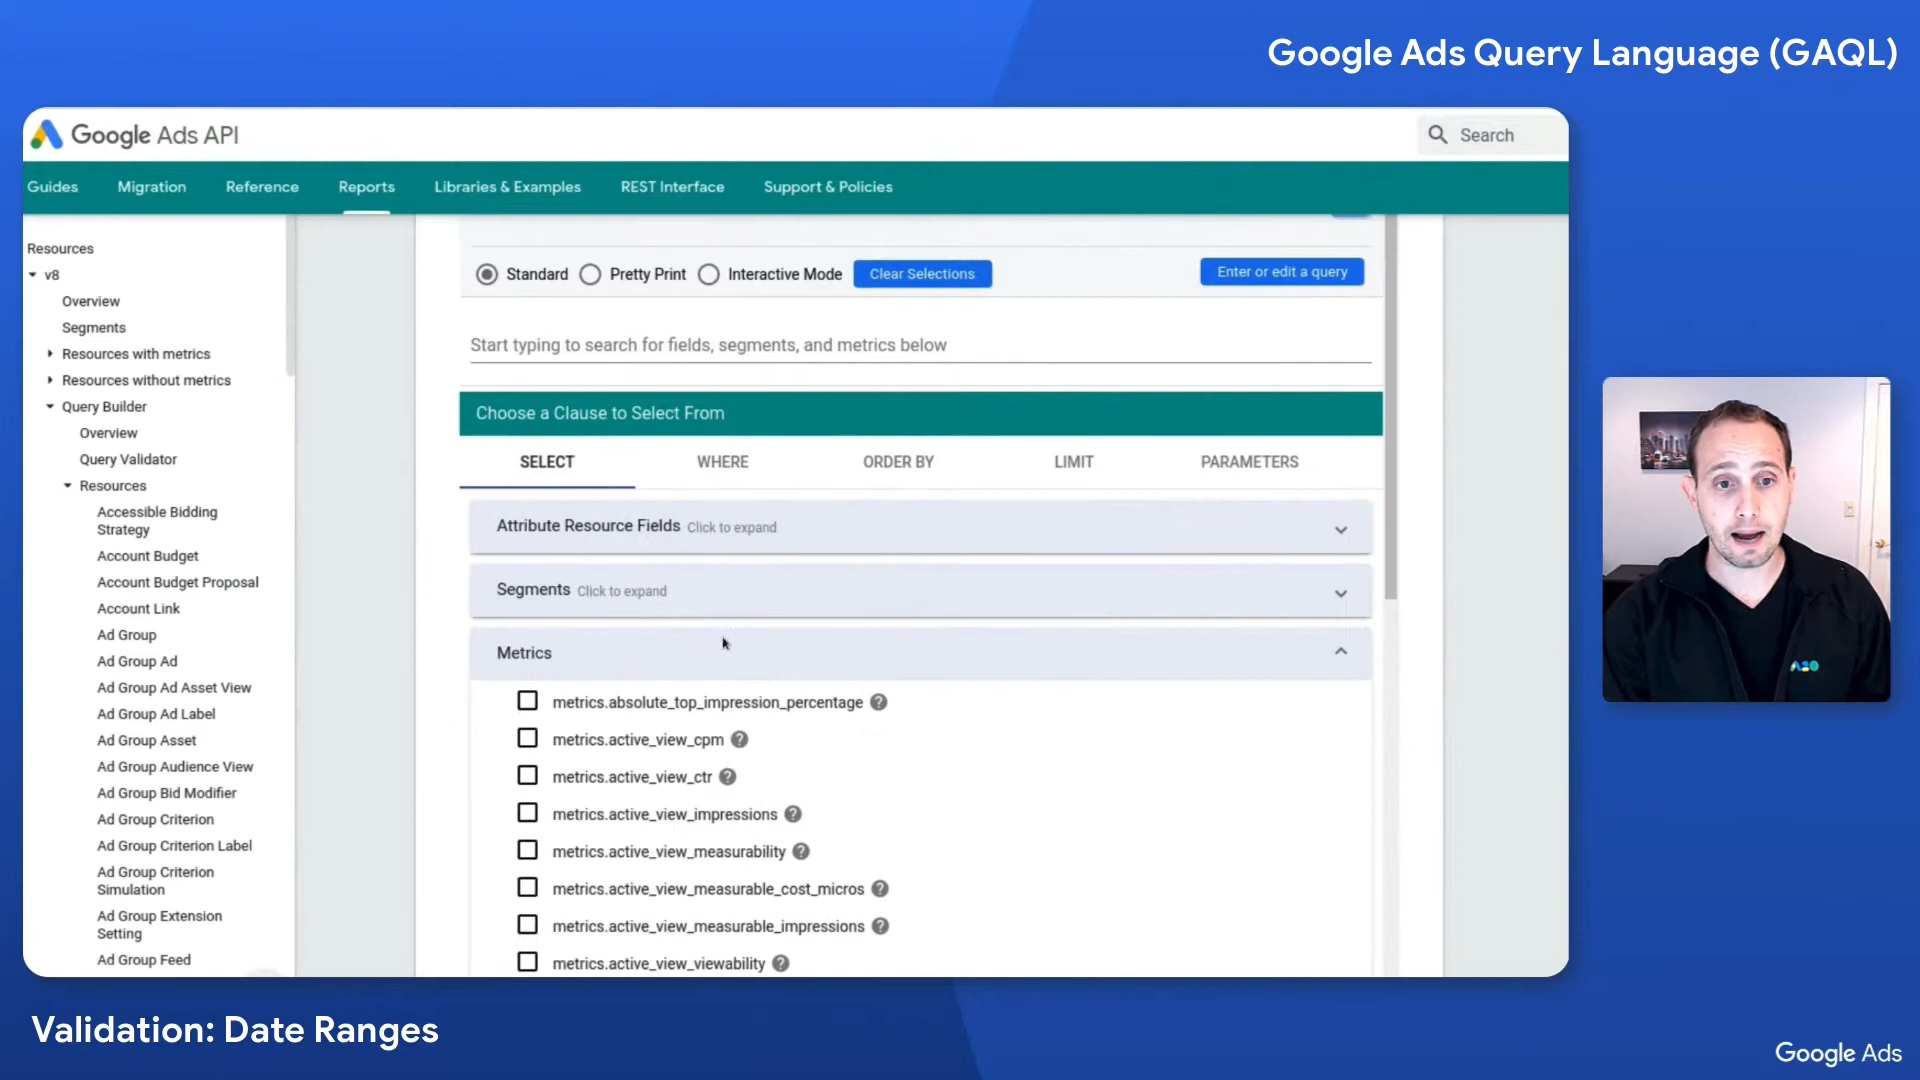 Google Ads Query Language (GAQL)
Google Ads API
Search
Guides
Migration
Reference
Reports
Libraries & Examples
REST Interface
Support & Policies
Resources
v8
Overview
Segments
Resources with metrics
Resources without metrics
Query Builder
Overview
Query Validator
Resources
Accessible Bidding
Strategy
Account Budget
Account Budget Proposal
Account Link
Ad Group
Ad Group Ad
Ad Group Ad Asset View
Ad Group Ad Label
Ad Group Asset
Ad Group Audience View
Ad Group Bid Modifier
Ad Group Criterion
Ad Group Criterion Label
Ad Group Criterion
Simulation
Ad Group Extension
Setting
Ad Group Feed
Standard
Pretty Print
Interactive Mode
Clear Selections
Enter or edit a query
Start typing to search for fields, segments, and metrics below
Choose a Clause to Select From
SELECT
WHERE
ORDER BY
LIMIT
PARAMETERS
Attribute Resource Fields Click to expand
Segments Click to expand
Metrics
metrics.absolute_top_impression_percentage
metrics.active_view_cpm
metrics.active_view_ctr
metrics.active_view_impressions
metrics.active_view_measurability
metrics.active_view_measurable_cost_micros
metrics.active_view_measurable_impressions
metrics.active_view_viewability
Validation: Date Ranges
Google Ads